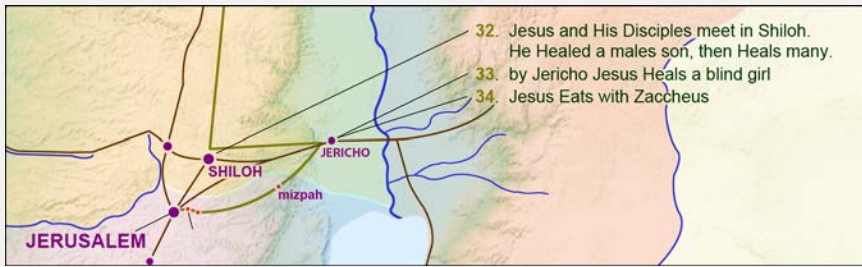 32. Jesus and His Disciples meet in Shiloh.
He Healed a males son, then Heals many.
33. by Jericho Jesus Heals a blind girl
34. Jesus Eats with Zaccheus
JERICHO
SHILOH
mizpah
JERUSALEM